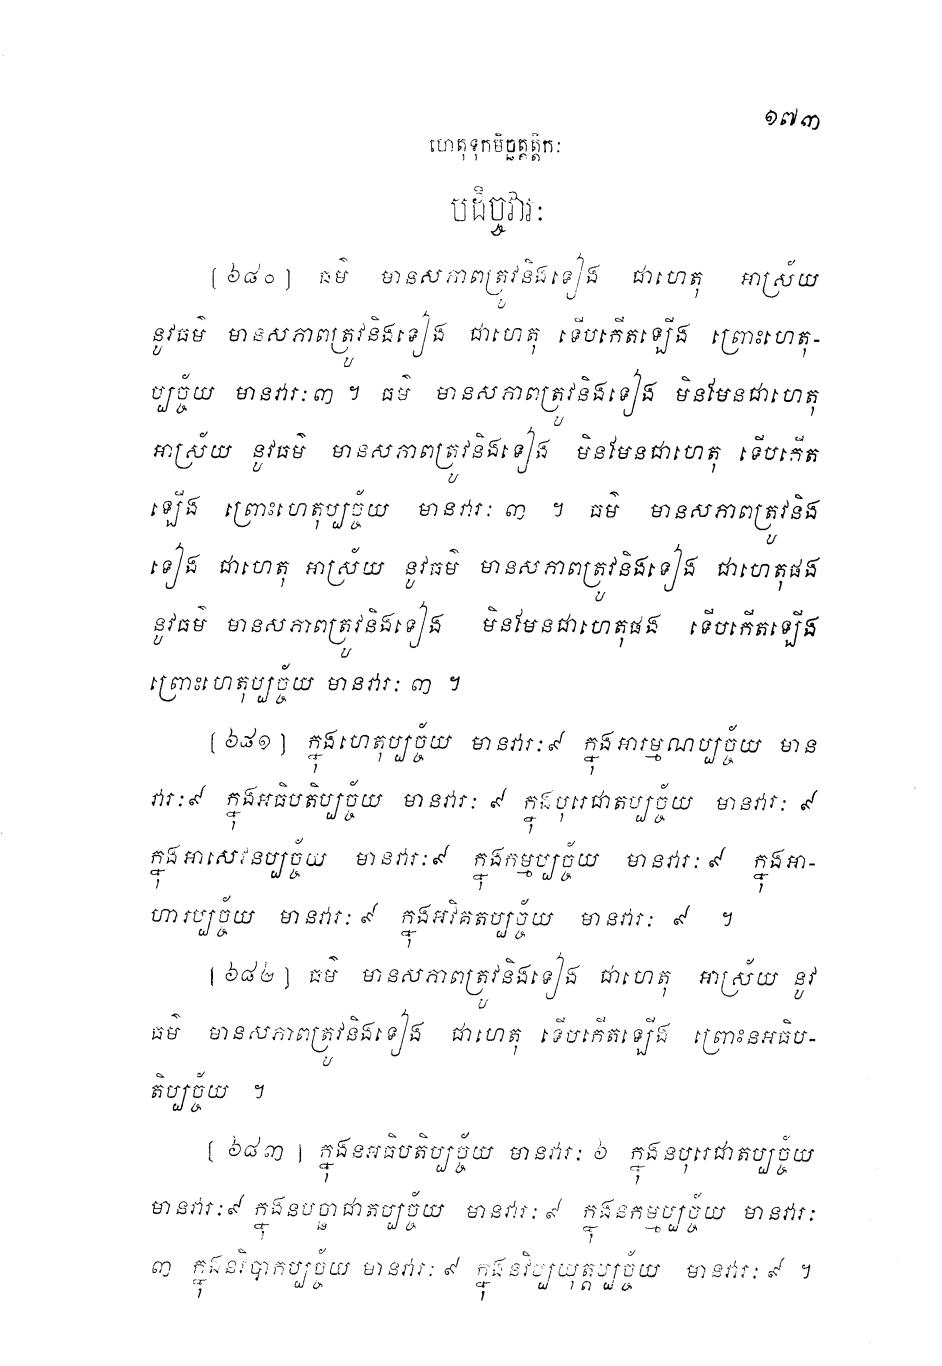 ១៧៣
ហេតុទុកមិច្ឆត្តត្តិកៈ
បដិច្ចវារៈ
[៦៨០] ធម៌ មានសភាពត្រូវនិងទៀង ជាហេតុ អាស្រ័យ
នូវធម៌ មានសភាពត្រូវនិងទៀង ជាហេតុ ទើបកើតឡើង ព្រោះហេតុ-
ប្បច្ច័យ មានវារៈ៣ ។ ធម៌ មានសភាពត្រូវនិងទៀង មិនមែនជាហេតុ
អាស្រ័យ នូវធម៌ មានសភាពត្រូវនិងទៀង មិនមែនជាហេតុ ទើបកើត
ឡើង ព្រោះហេតុប្បច្ច័យ មានវារៈ ៣ ។ ធម៌ មានសភាពត្រូវនិង
ទៀង ជាហេតុ អាស្រ័យ នូវធម៌ មានសភាពត្រូវនិងទៀង ជាហេតុផង
នូវធម៌ មានសភាពត្រូវនិងទៀង មិនមែនជាហេតុផង ទើបកើតឡើង
ព្រោះហេតុប្បច្ច័យ មានវារៈ ៣ ។
[៦៨១] ក្នុងហេតុប្បច្ច័យ មានវារៈ៩ ក្នុងអារម្មណប្បច្ច័យ មាន
វារៈ៩ ក្នុងអធិបតិប្បច្ច័យ មានវារៈ ៩ ក្នុងបុរេជាតប្បច្ច័យ មានវារៈ ៩
ក្នុងអាសេវនប្បច្ច័យ មានវារៈ៩ ក្នុងកម្មប្បច្ច័យ មានវារៈ៩ ក្នុងអា-
ហារប្បច្ច័យ មានវារៈ ៩ ក្នុងអវិគតប្បច្ច័យ មានវារៈ ៩ ។
[៦៨២] ធម៌ មានសភាពត្រូវនិងទៀង ជាហេតុ អាស្រ័យ នូវ
ធម៌ មានសភាពត្រូវនិងទៀង ជាហេតុ ទើបកើតឡើង ព្រោះនអធិប-
តិប្បច្ច័យ ។
[៦៨៣] ក្នុងនអធិបតិប្បច្ច័យ មានវារៈ ៦ ក្នុងនបុរេជាតប្បច្ច័យ
មានវារៈ៩ ក្នុងនបច្ឆាជាតប្បច្ច័យ មានវារៈ ៩ ក្នុងនកម្មប្បច្ច័យ មានវារៈ
៣ ក្នុងនវិបាកប្បច្ច័យ មានវារៈ ៩ ក្នុងនវិប្បយុត្តប្បច្ច័យ មានវារៈ ៩ ។